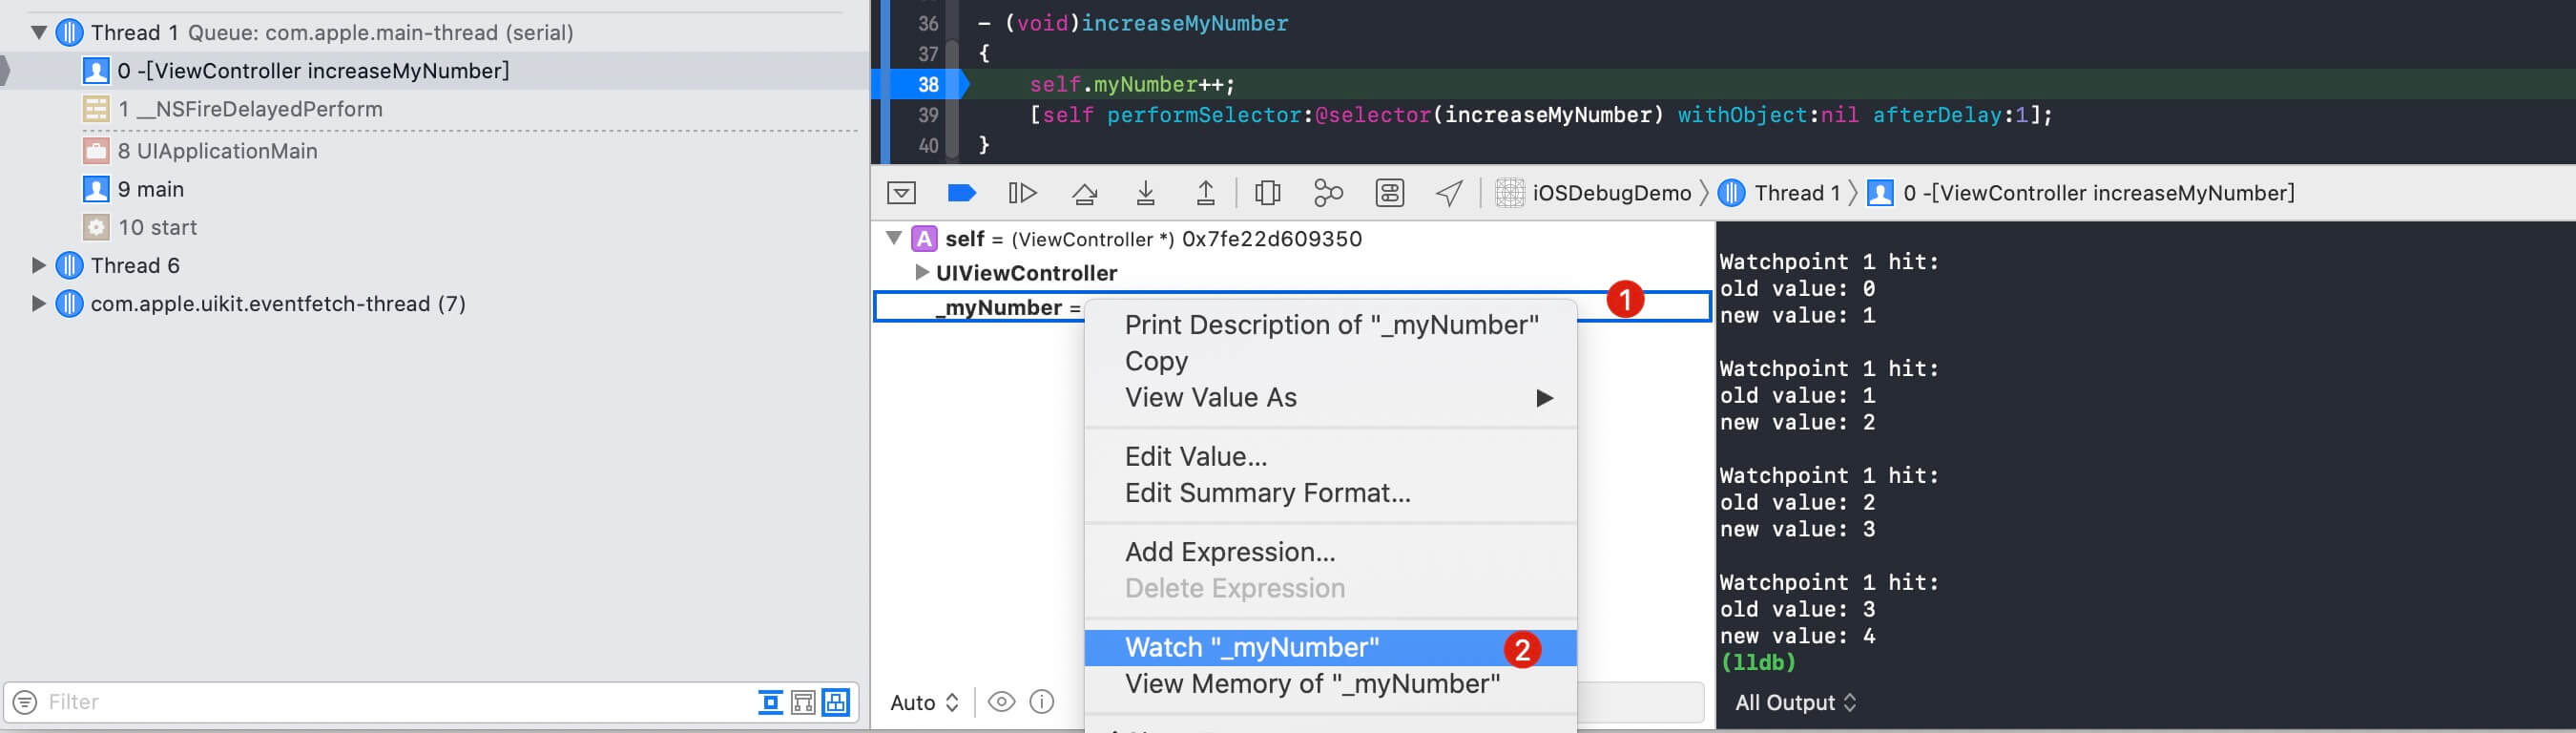 Thread 1 Queue: com.apple.main-thread (serial)
0 -[ViewController increaseMyNumber]
1 __NSFireDelayedPerform
8 UIApplicationMain
9 main
10 start
Thread 6
com.apple.uikit.eventfetch-thread (7)
Filter
36 - (void)increaseMyNumber
37 {
38 self.myNumber++;
39 [self performSelector:@selector(increaseMyNumber) withObject:nil afterDelay:1];
40 }
iOSDebugDemo Thread 1 0 -[ViewController increaseMyNumber]
A self = (ViewController *) 0x7fe22d609350
UIViewController
_myNumber =
1
Print Description of "_myNumber"
Copy
View Value As
Edit Value...
Edit Summary Format...
Add Expression...
Delete Expression
Watch "_myNumber" 2
View Memory of "_myNumber"
Auto
Watchpoint 1 hit:
old value: 0
new value: 1
Watchpoint 1 hit:
old value: 1
new value: 2
Watchpoint 1 hit:
old value: 2
new value: 3
Watchpoint 1 hit:
old value: 3
new value: 4
(lldb)
All Output